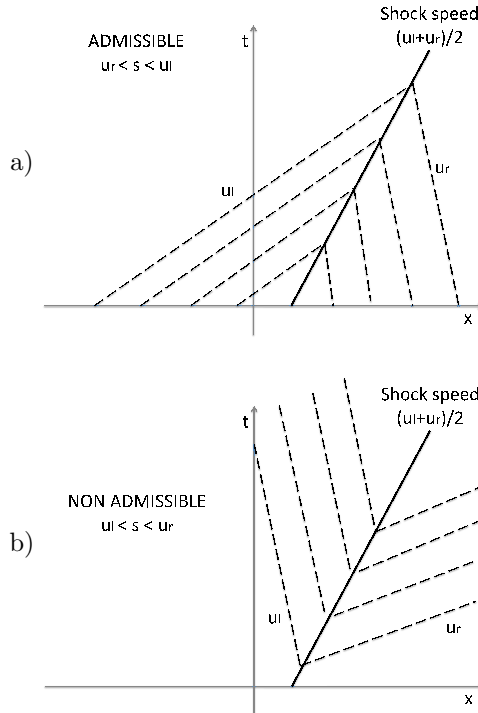 a)
ADMISSIBLE
ur < s < ul
t
Shock speed
(ul+ur)/2
ul
ur
x
b)
NON ADMISSIBLE
ul < s < ur
t
Shock speed
(ul+ur)/2
ul
ur
x